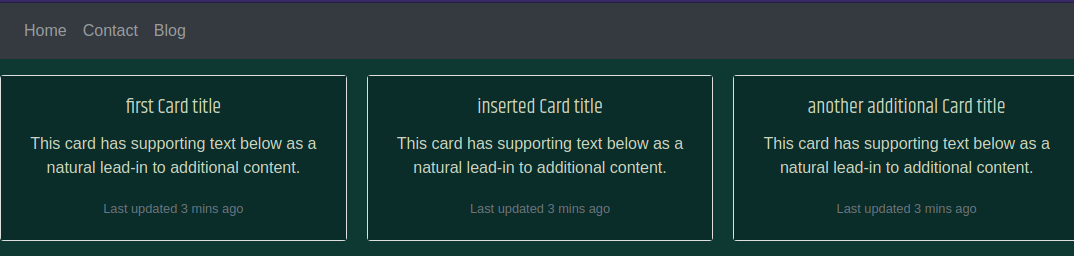 Home Contact Blog
first Card title
This card has supporting text below as a
natural lead-in to additional content.
Last updated 3 mins ago
inserted Card title
This card has supporting text below as a
natural lead-in to additional content.
Last updated 3 mins ago
another additional Card title
This card has supporting text below as a
natural lead-in to additional content.
Last updated 3 mins ago